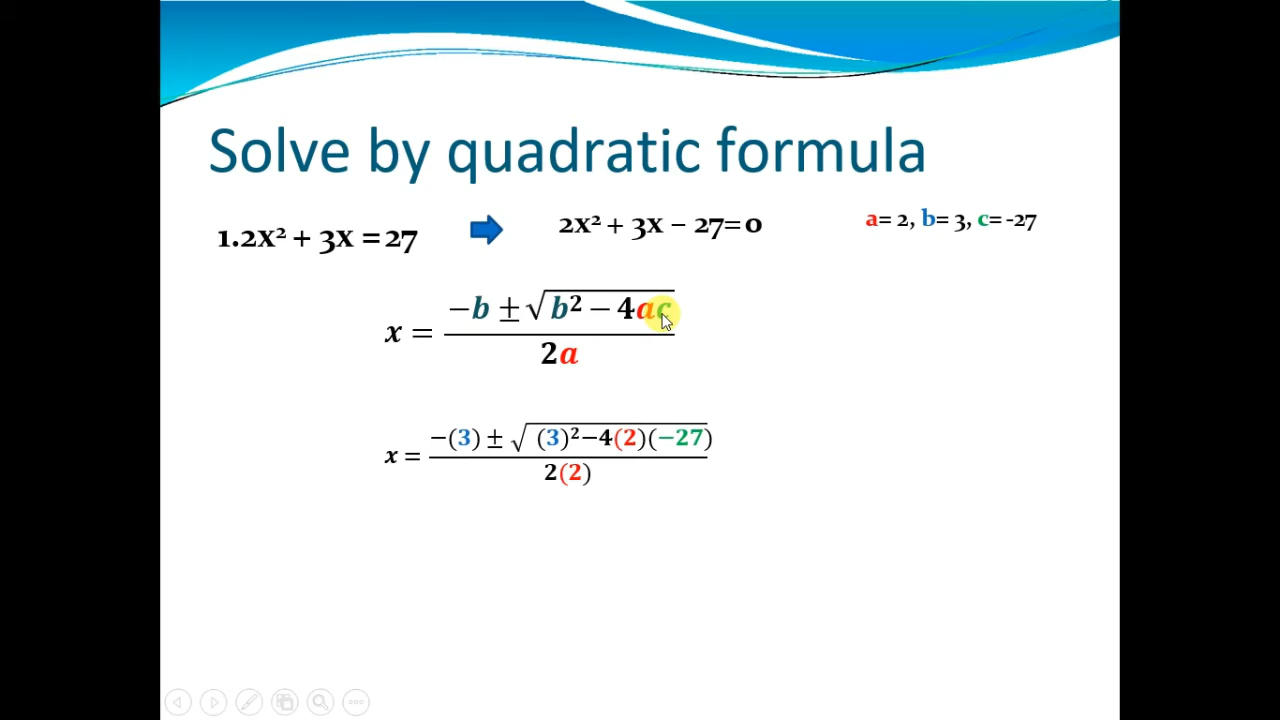 Solve by quadratic formula
1.2x² + 3x = 27
2x² + 3x – 27=0
a= 2, b= 3, c= -27
x = (−b ± √(b² − 4ac)) / 2a
x = (−(3) ± √((3)²−4(2)(−27))) / 2(2)